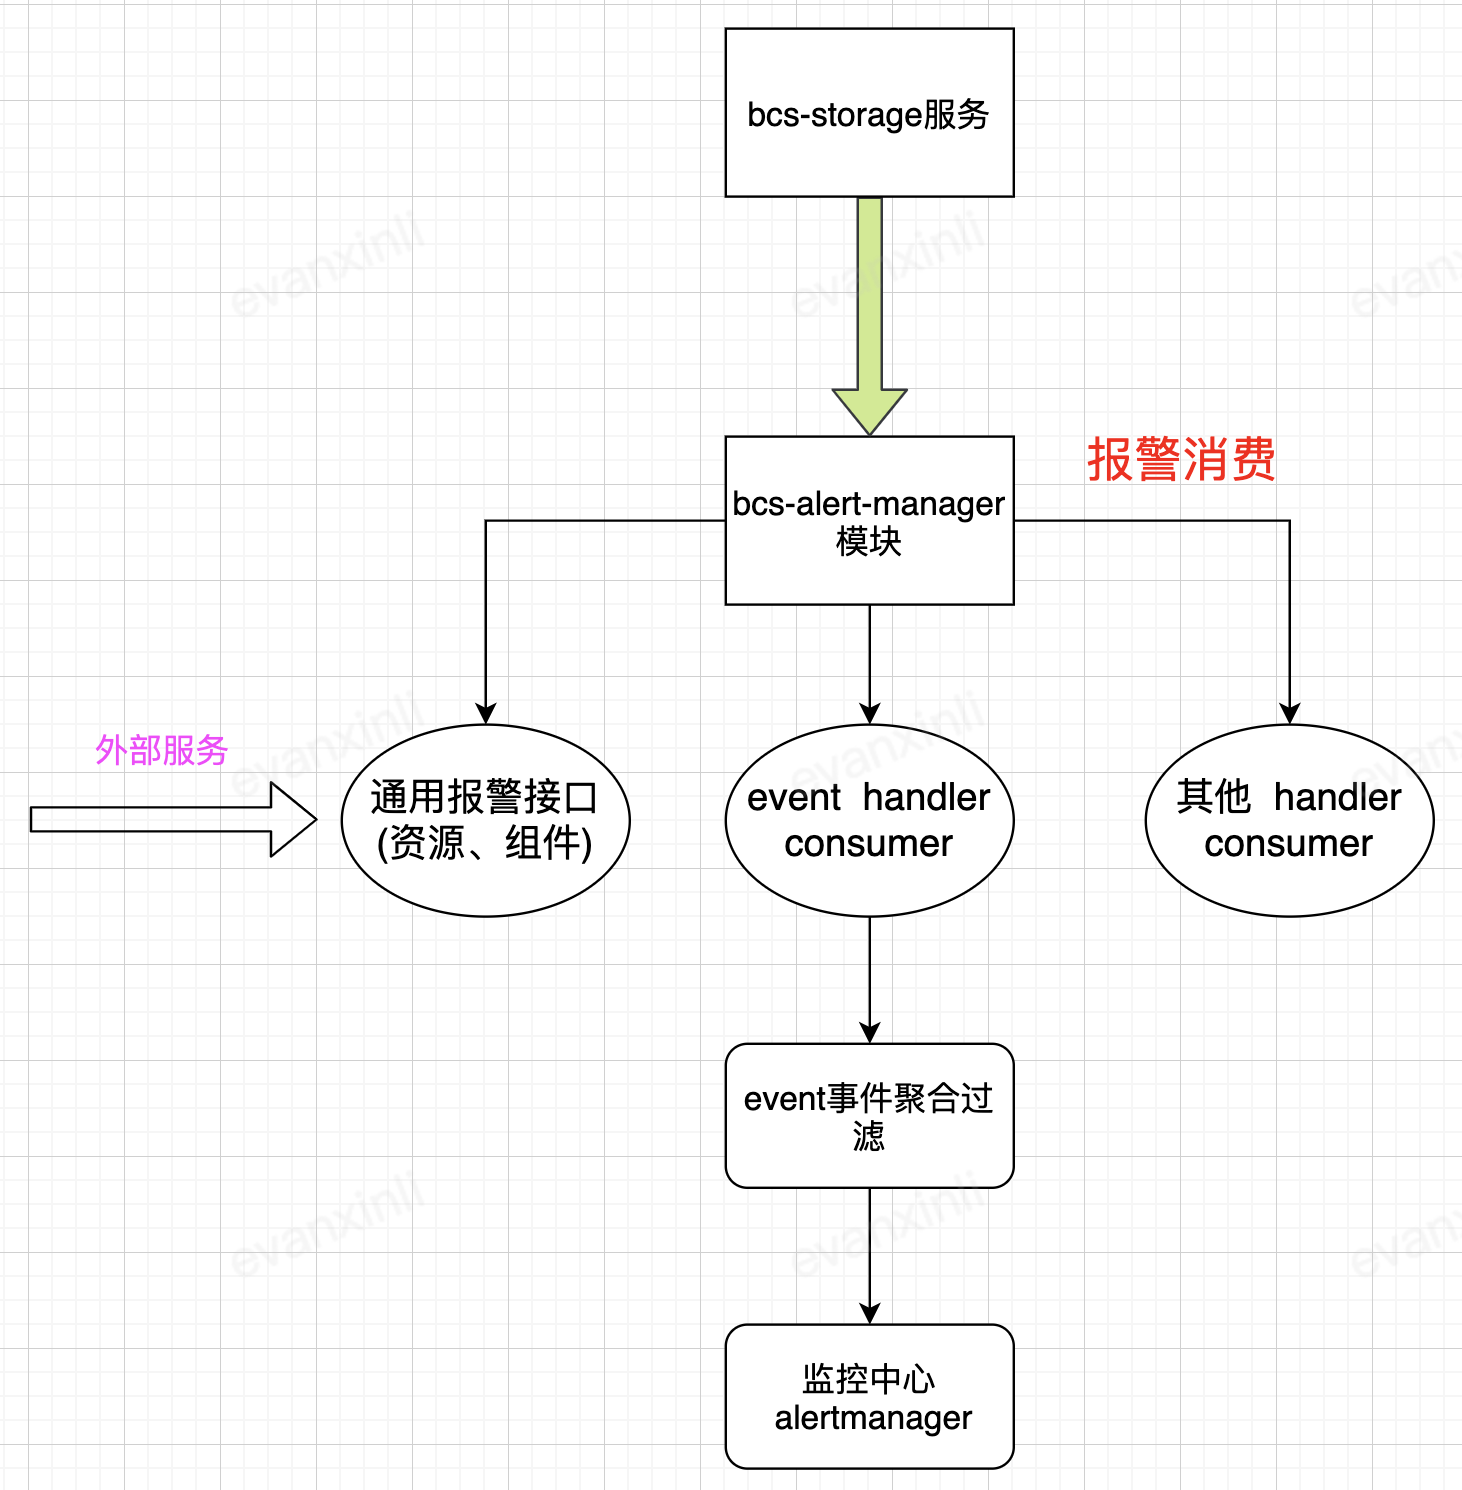 bcs-storage服务
evanxinli
evanxinli
evanx
报警消费
bcs-alert-manager
模块
外部服务
evanxinli
evanxinli
evanx
通用报警接口
(资源、组件)
event handler
consumer
其他 handler
consumer
event事件聚合过
滤
evanxinli
evanxinli
evanx
监控中心
alertmanager